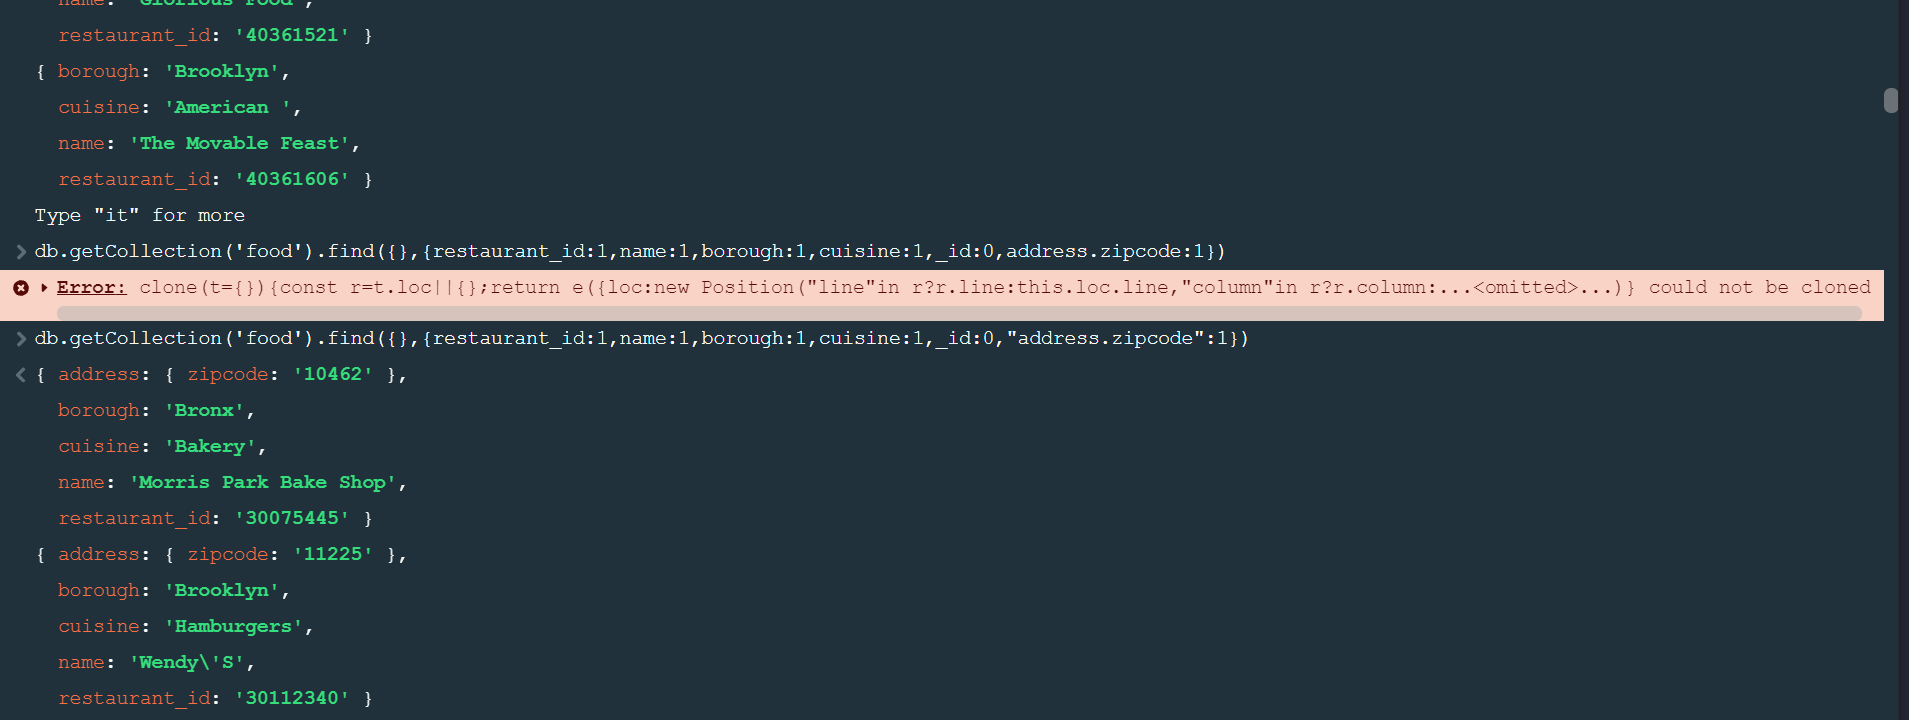 name: 'Glorious Food',
restaurant_id: '40361521' }
{ borough: 'Brooklyn',
cuisine: 'American ',
name: 'The Movable Feast',
restaurant_id: '40361606' }
Type "it" for more
db.getCollection('food').find({},{restaurant_id:1,name:1,borough:1,cuisine:1,_id:0,address.zipcode:1})
Error: clone(t={}){const r=t.loc||{};return e({loc:new Position("line"in r?r.line:this.loc.line,"column"in r?r.column:...<omitted>...)} could not be cloned
db.getCollection('food').find({},{restaurant_id:1,name:1,borough:1,cuisine:1,_id:0,"address.zipcode":1})
{ address: { zipcode: '10462' },
borough: 'Bronx',
cuisine: 'Bakery',
name: 'Morris Park Bake Shop',
restaurant_id: '30075445' }
{ address: { zipcode: '11225' },
borough: 'Brooklyn',
cuisine: 'Hamburgers',
name: 'Wendy\'S',
restaurant_id: '30112340' }